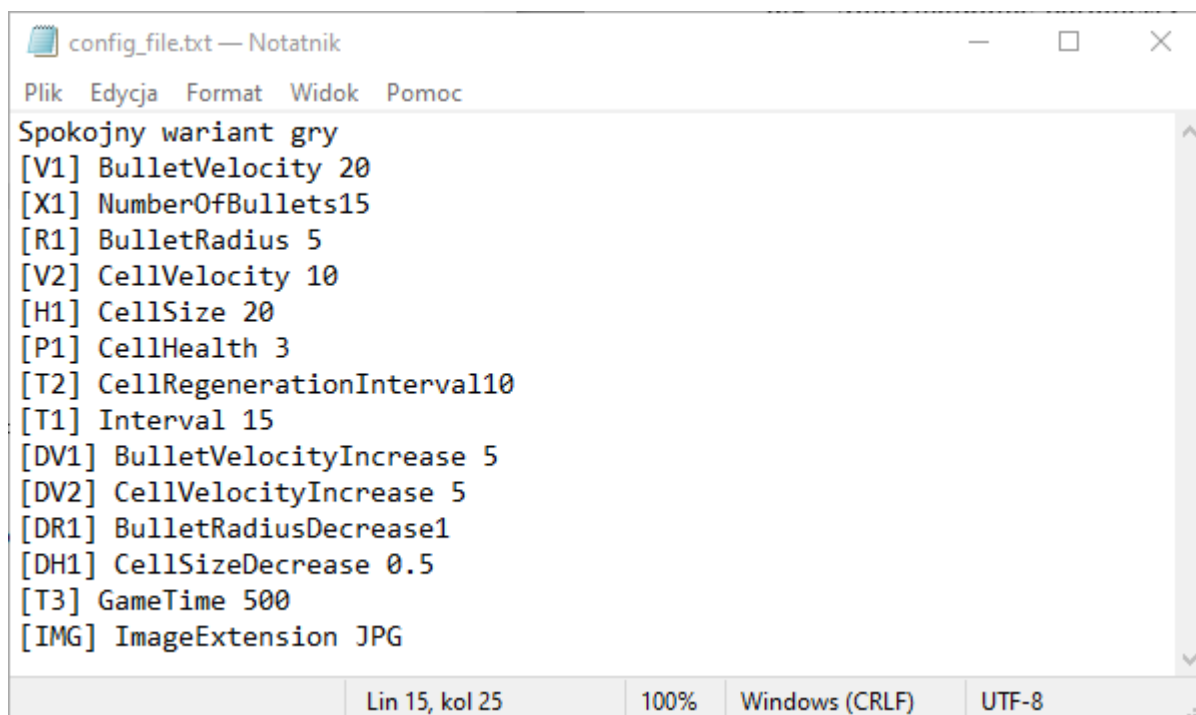 config_file.txt — Notatnik
Plik Edycja Format Widok Pomoc
Spokojny wariant gry
[V1] BulletVelocity 20
[X1] NumberOfBullets15
[R1] BulletRadius 5
[V2] CellVelocity 10
[H1] CellSize 20
[P1] CellHealth 3
[T2] CellRegenerationInterval10
[T1] Interval 15
[DV1] BulletVelocityIncrease 5
[DV2] CellVelocityIncrease 5
[DR1] BulletRadiusDecrease1
[DH1] CellSizeDecrease 0.5
[T3] GameTime 500
[IMG] ImageExtension JPG
Lin 15, kol 25 100% Windows (CRLF) UTF-8